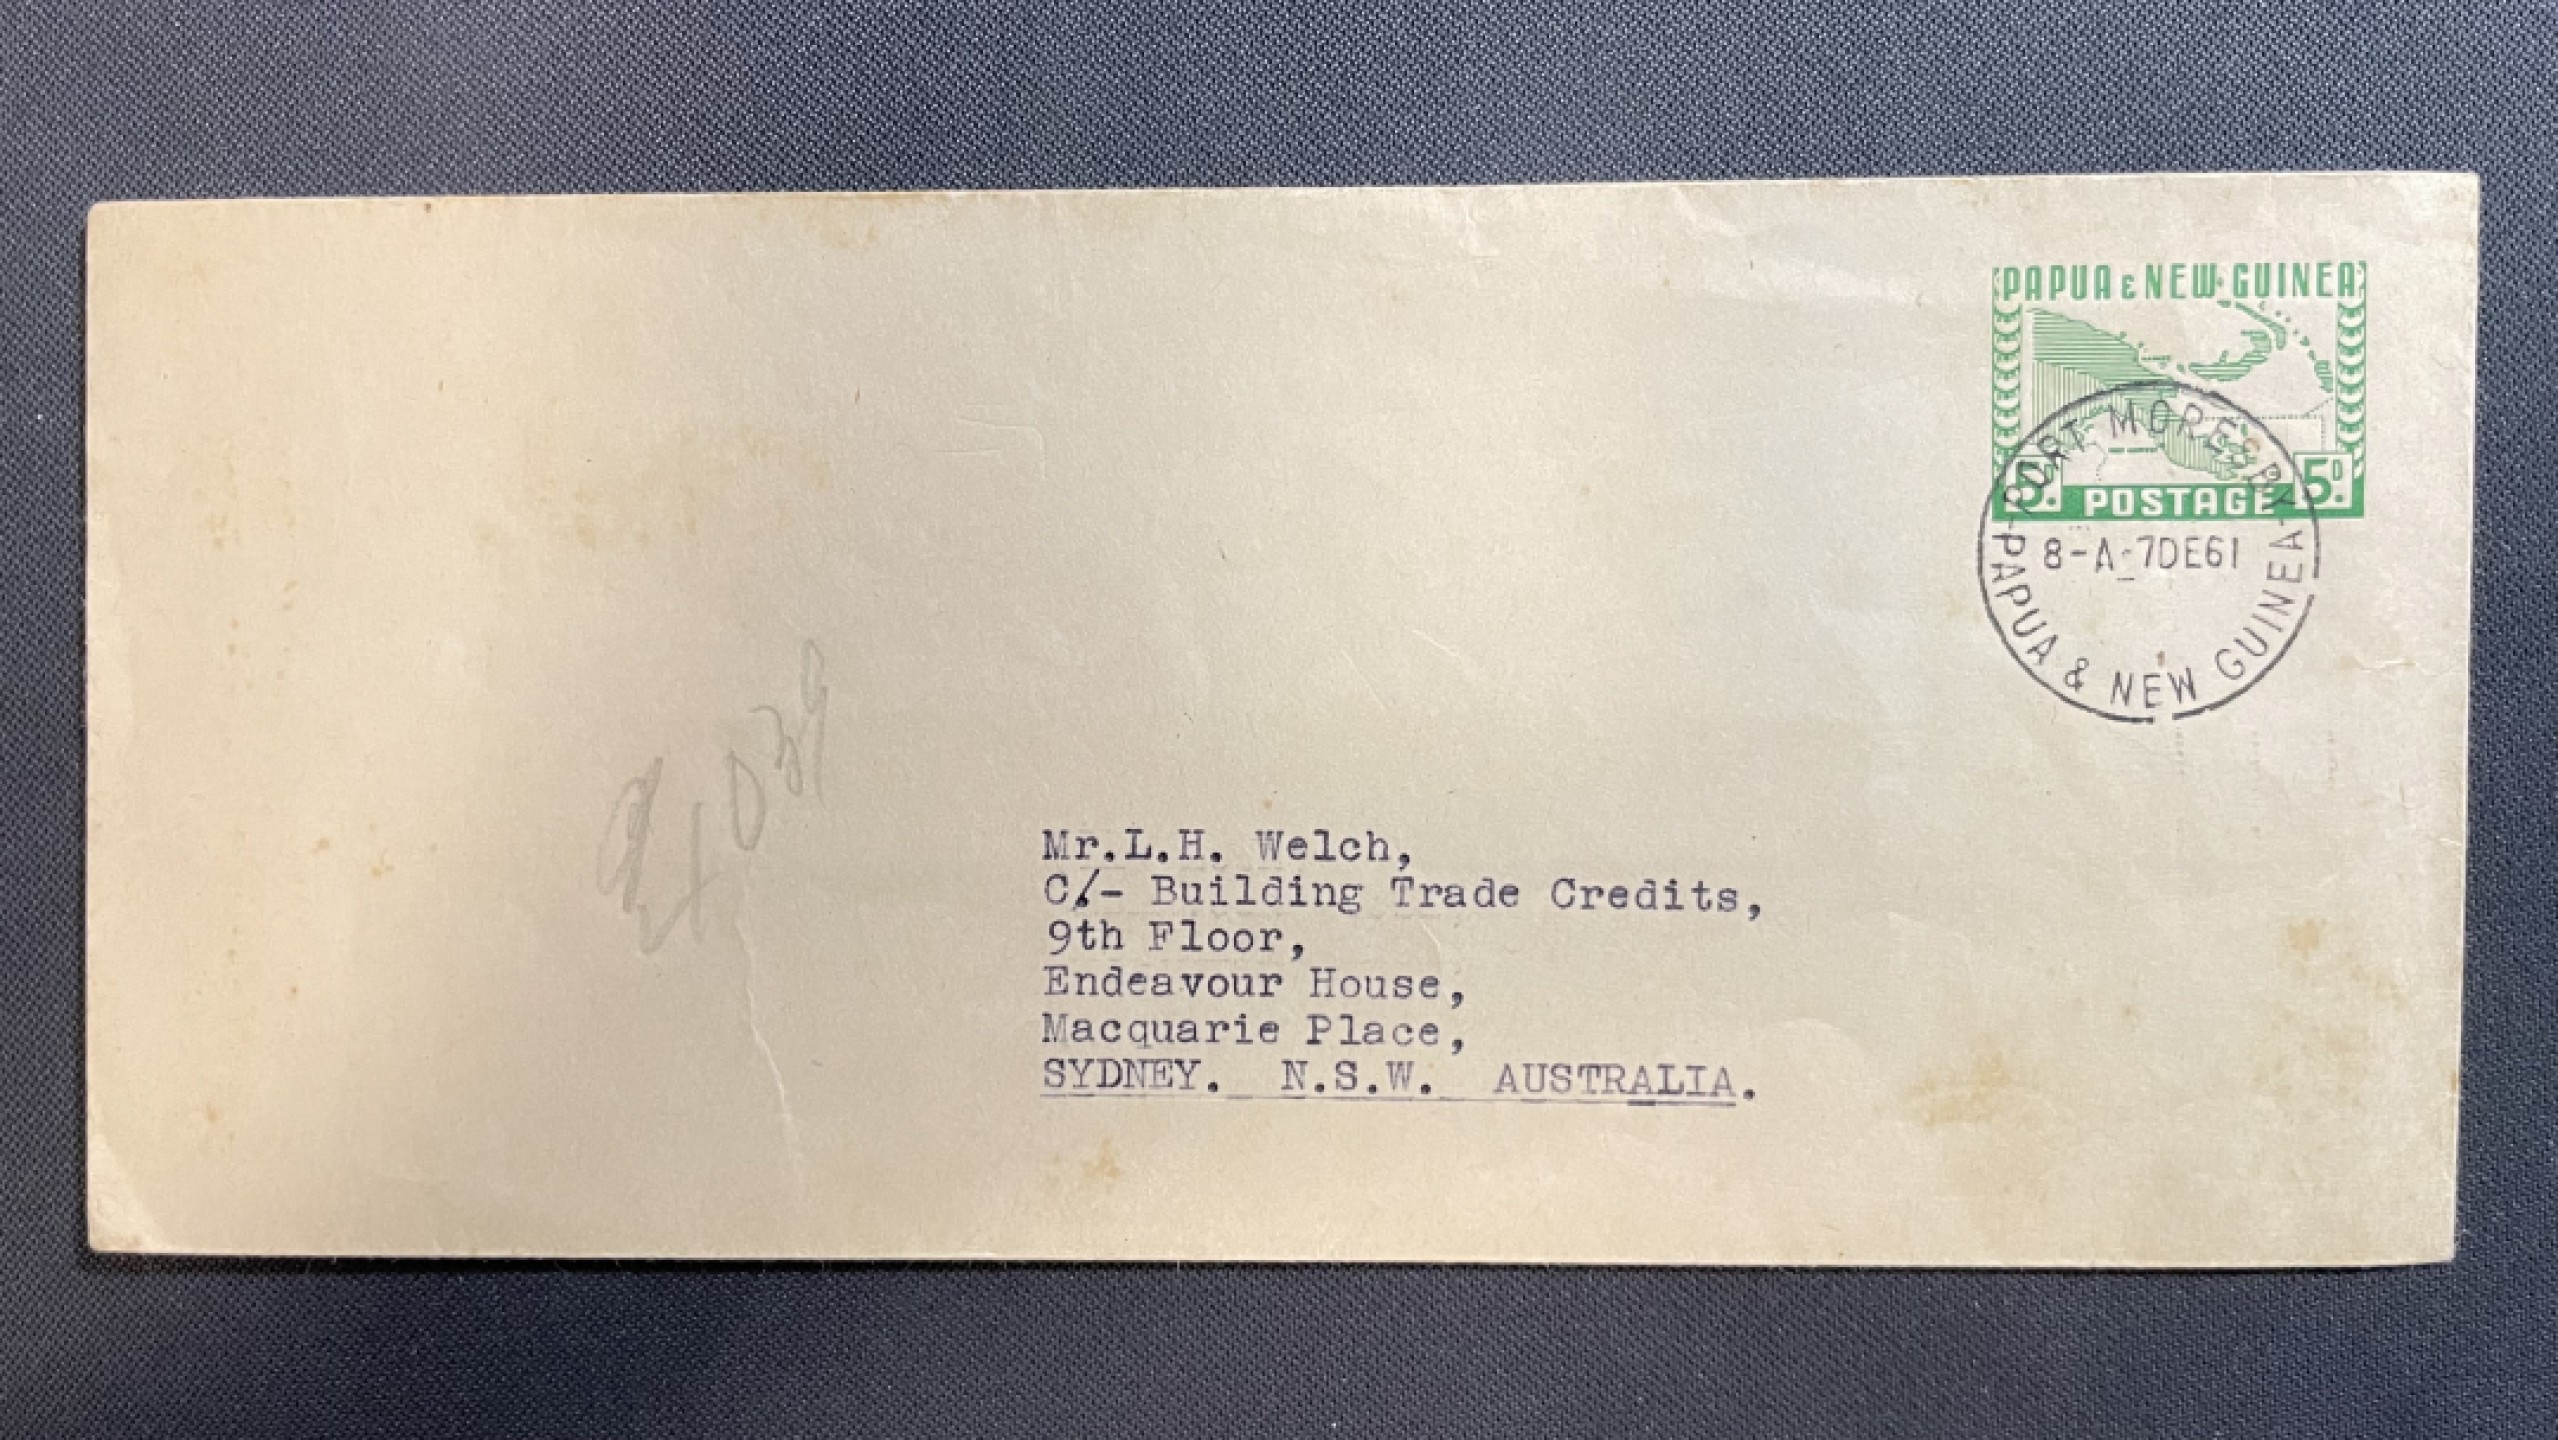 PAPUA & NEW GUINEA
5D. POSTAGE 5D.
PORT MORESBY
8-A-7DE61
PAPUA & NEW GUINEA
Mr.L.H. Welch,
C/- Building Trade Credits,
9th Floor,
Endeavour House,
Macquarie Place,
SYDNEY. N.S.W. AUSTRALIA.